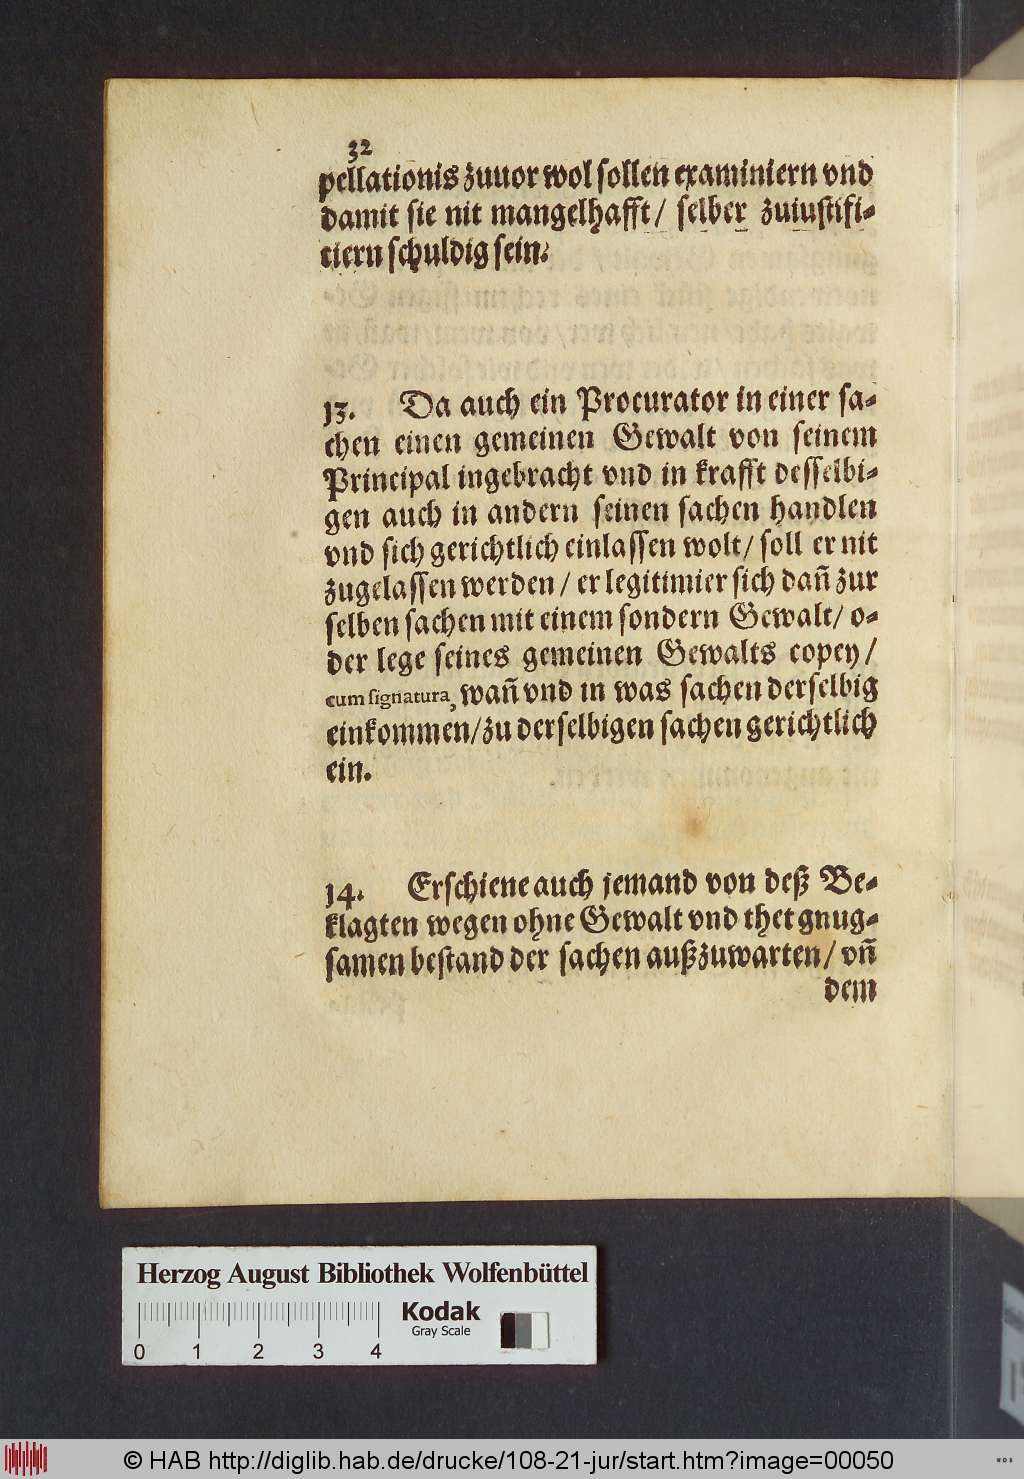 32
pellationis zuuor wol sollen examiniern vnd
damit sie nit mangelhafft / selber zuiustifi-
ciern schuldig sein.
13. Da auch ein Procurator in einer sa-
chen einen gemeinen Gewalt von seinem
Principal ingebracht vnd in krafft desselbi-
gen auch in andern seinen sachen handlen
vnd sich gerichtlich einlassen wolt / soll er nit
zugelassen werden / er legitimier sich dañ zur
selben sachen mit einem sondern Gewalt / o-
der lege seines gemeinen Gewalts copey /
cum signatura, wañ vnd in was sachen derselbig
einkommen / zu derselbigen sachen gerichtlich
ein.
14. Erschiene auch jemand von deß Be-
klagten wegen ohne Gewalt vnd thet gnug-
samen bestand der sachen außzuwarten / vñ
dem
Herzog August Bibliothek Wolfenbüttel
Kodak
Gray Scale
0 1 2 3 4
© HAB http://diglib.hab.de/drucke/108-21-jur/start.htm?image=00050